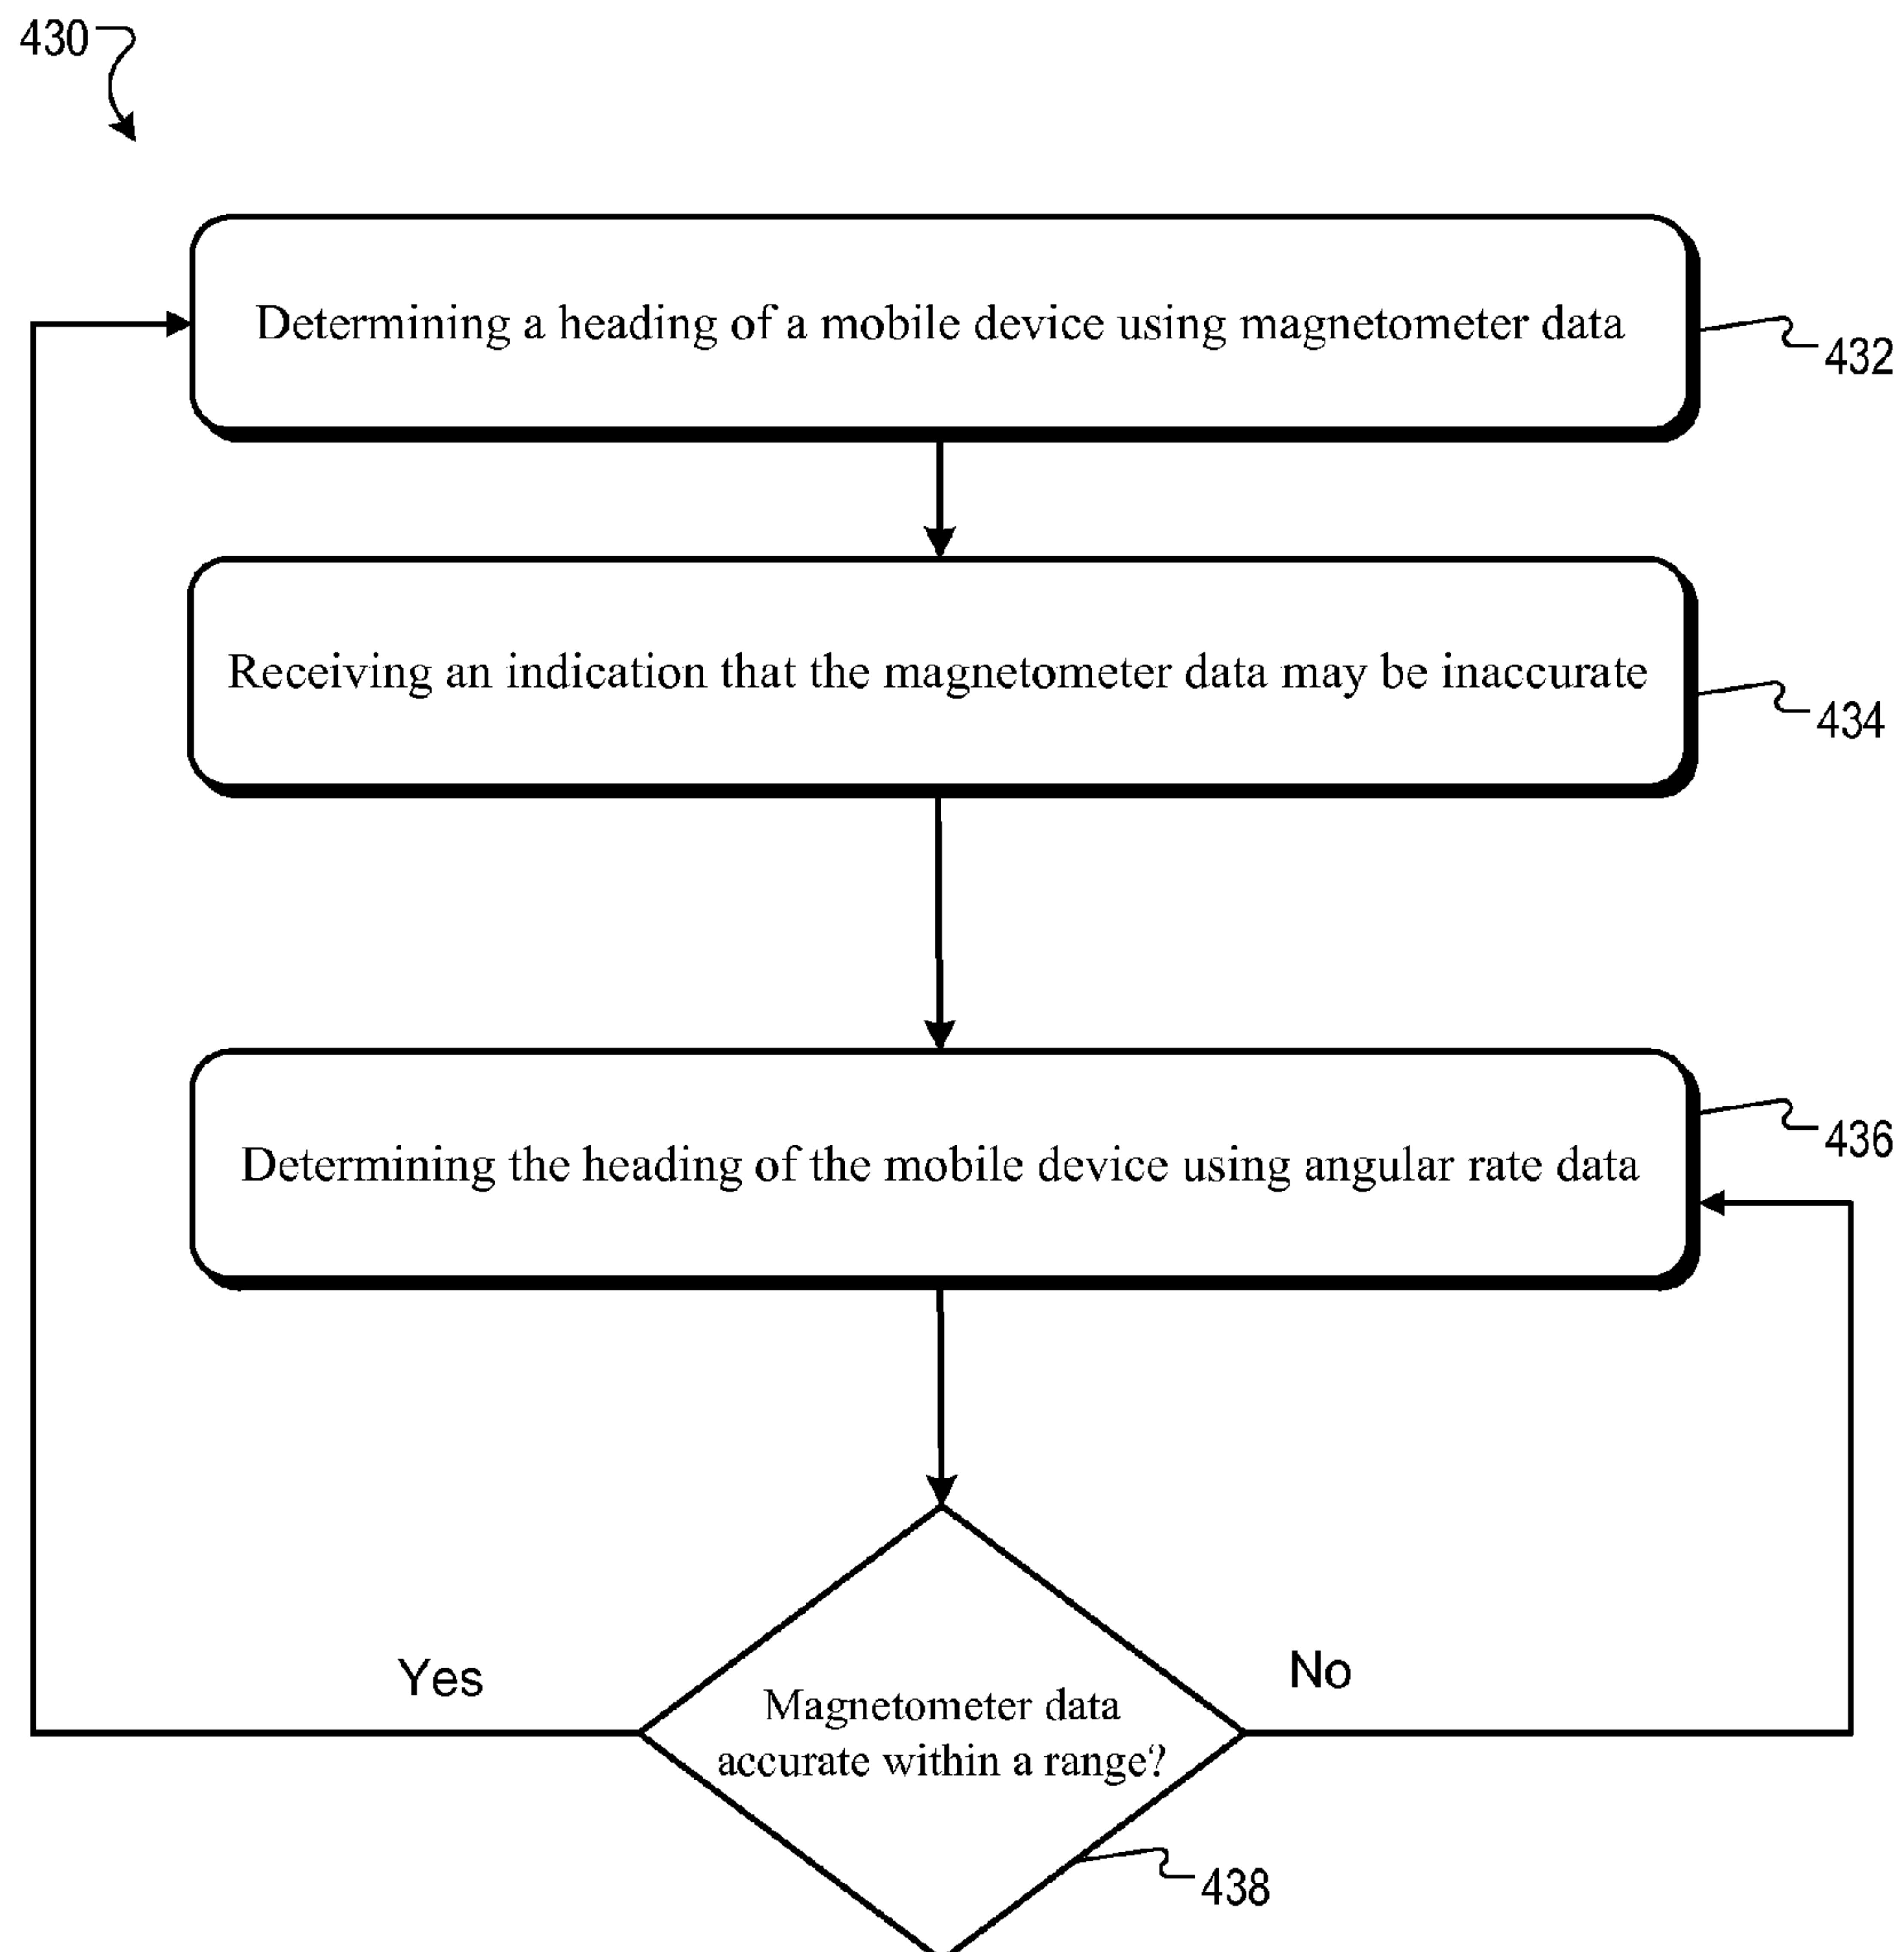 430
Determining a heading of a mobile device using magnetometer data
432
Receiving an indication that the magnetometer data may be inaccurate
434
Determining the heading of the mobile device using angular rate data
436
Yes
No
Magnetometer data
accurate within a range?
438